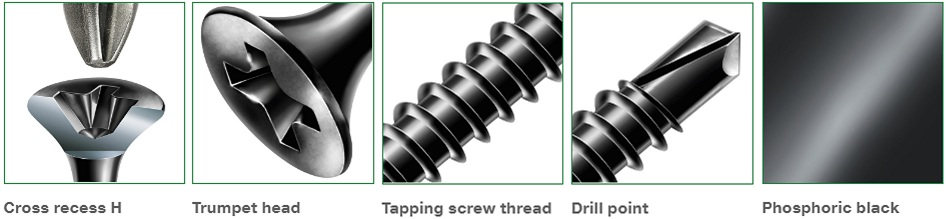 Cross recess H
Trumpet head
Tapping screw thread
Drill point
Phosphoric black